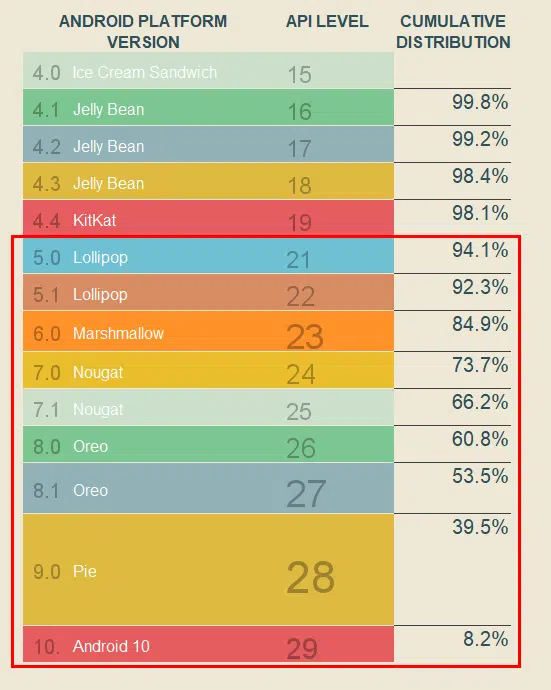 ANDROID PLATFORM VERSION API LEVEL CUMULATIVE DISTRIBUTION
4.0 Ice Cream Sandwich 15
4.1 Jelly Bean 16 99.8%
4.2 Jelly Bean 17 99.2%
4.3 Jelly Bean 18 98.4%
4.4 KitKat 19 98.1%
5.0 Lollipop 21 94.1%
5.1 Lollipop 22 92.3%
6.0 Marshmallow 23 84.9%
7.0 Nougat 24 73.7%
7.1 Nougat 25 66.2%
8.0 Oreo 26 60.8%
8.1 Oreo 27 53.5%
9.0 Pie 28 39.5%
10. Android 10 29 8.2%